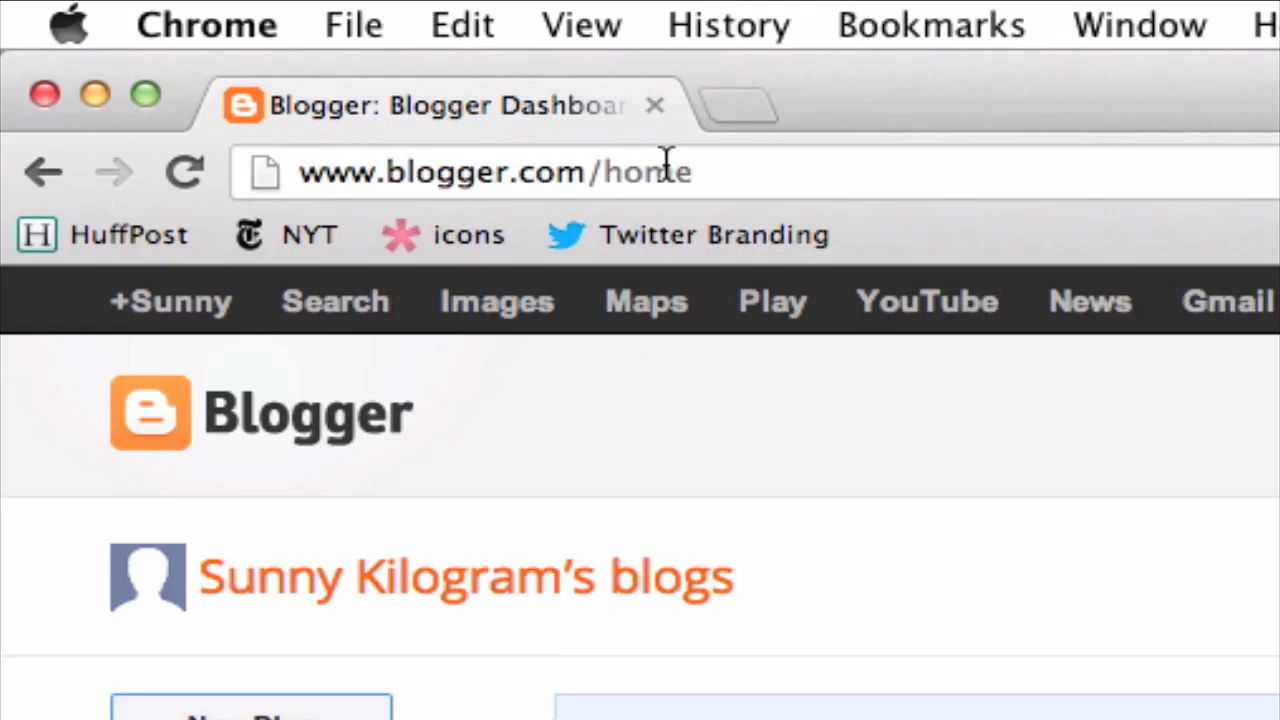 Chrome File Edit View History Bookmarks Window
Blogger: Blogger Dashboar
www.blogger.com/home
HuffPost NYT icons Twitter Branding
+Sunny Search Images Maps Play YouTube News Gmail
Blogger
Sunny Kilogram's blogs